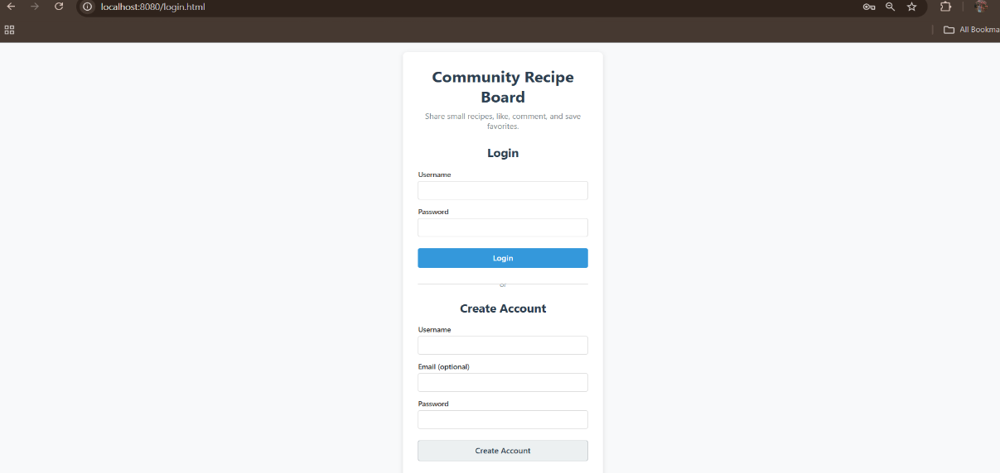 localhost:8080/login.html
All Bookma
Community Recipe
Board
Share small recipes, like, comment, and save
favorites.
Login
Username
Password
Login
or
Create Account
Username
Email (optional)
Password
Create Account